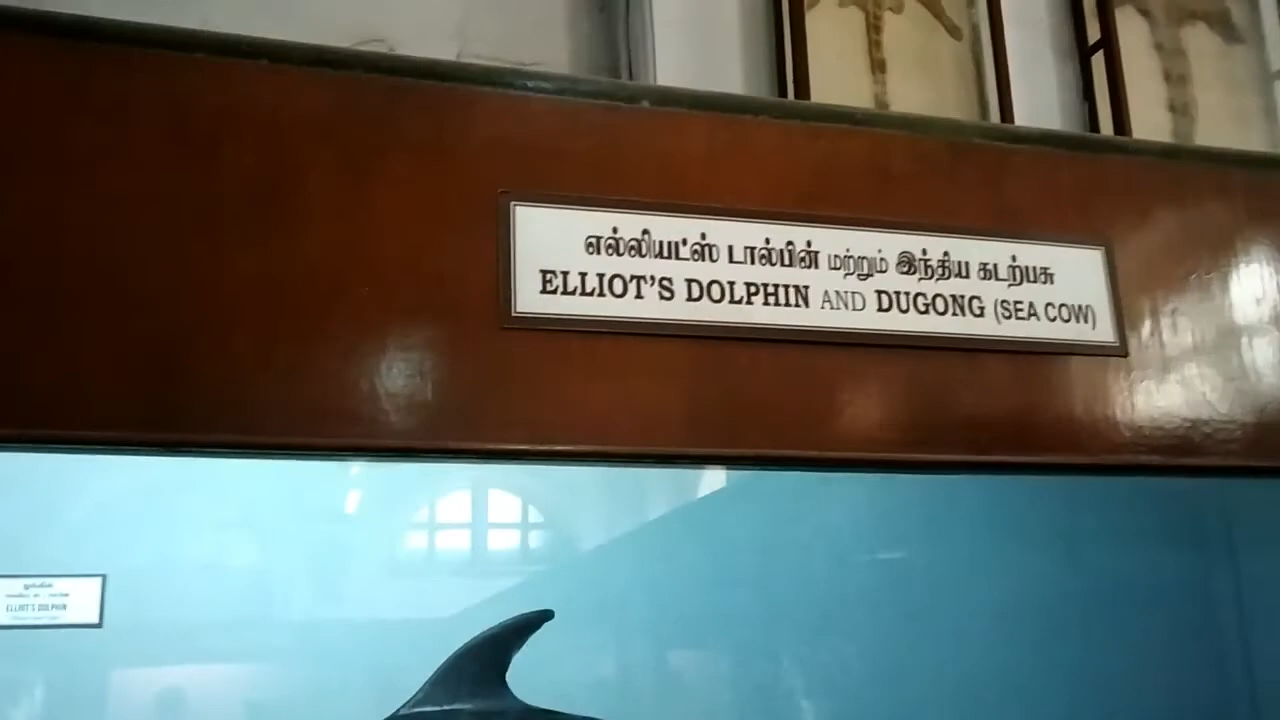 எல்லியட்ஸ் டால்பின் மற்றும் இந்திய கடற்பசு
ELLIOT'S DOLPHIN AND DUGONG (SEA COW)
ELLIOT'S DOLPHIN